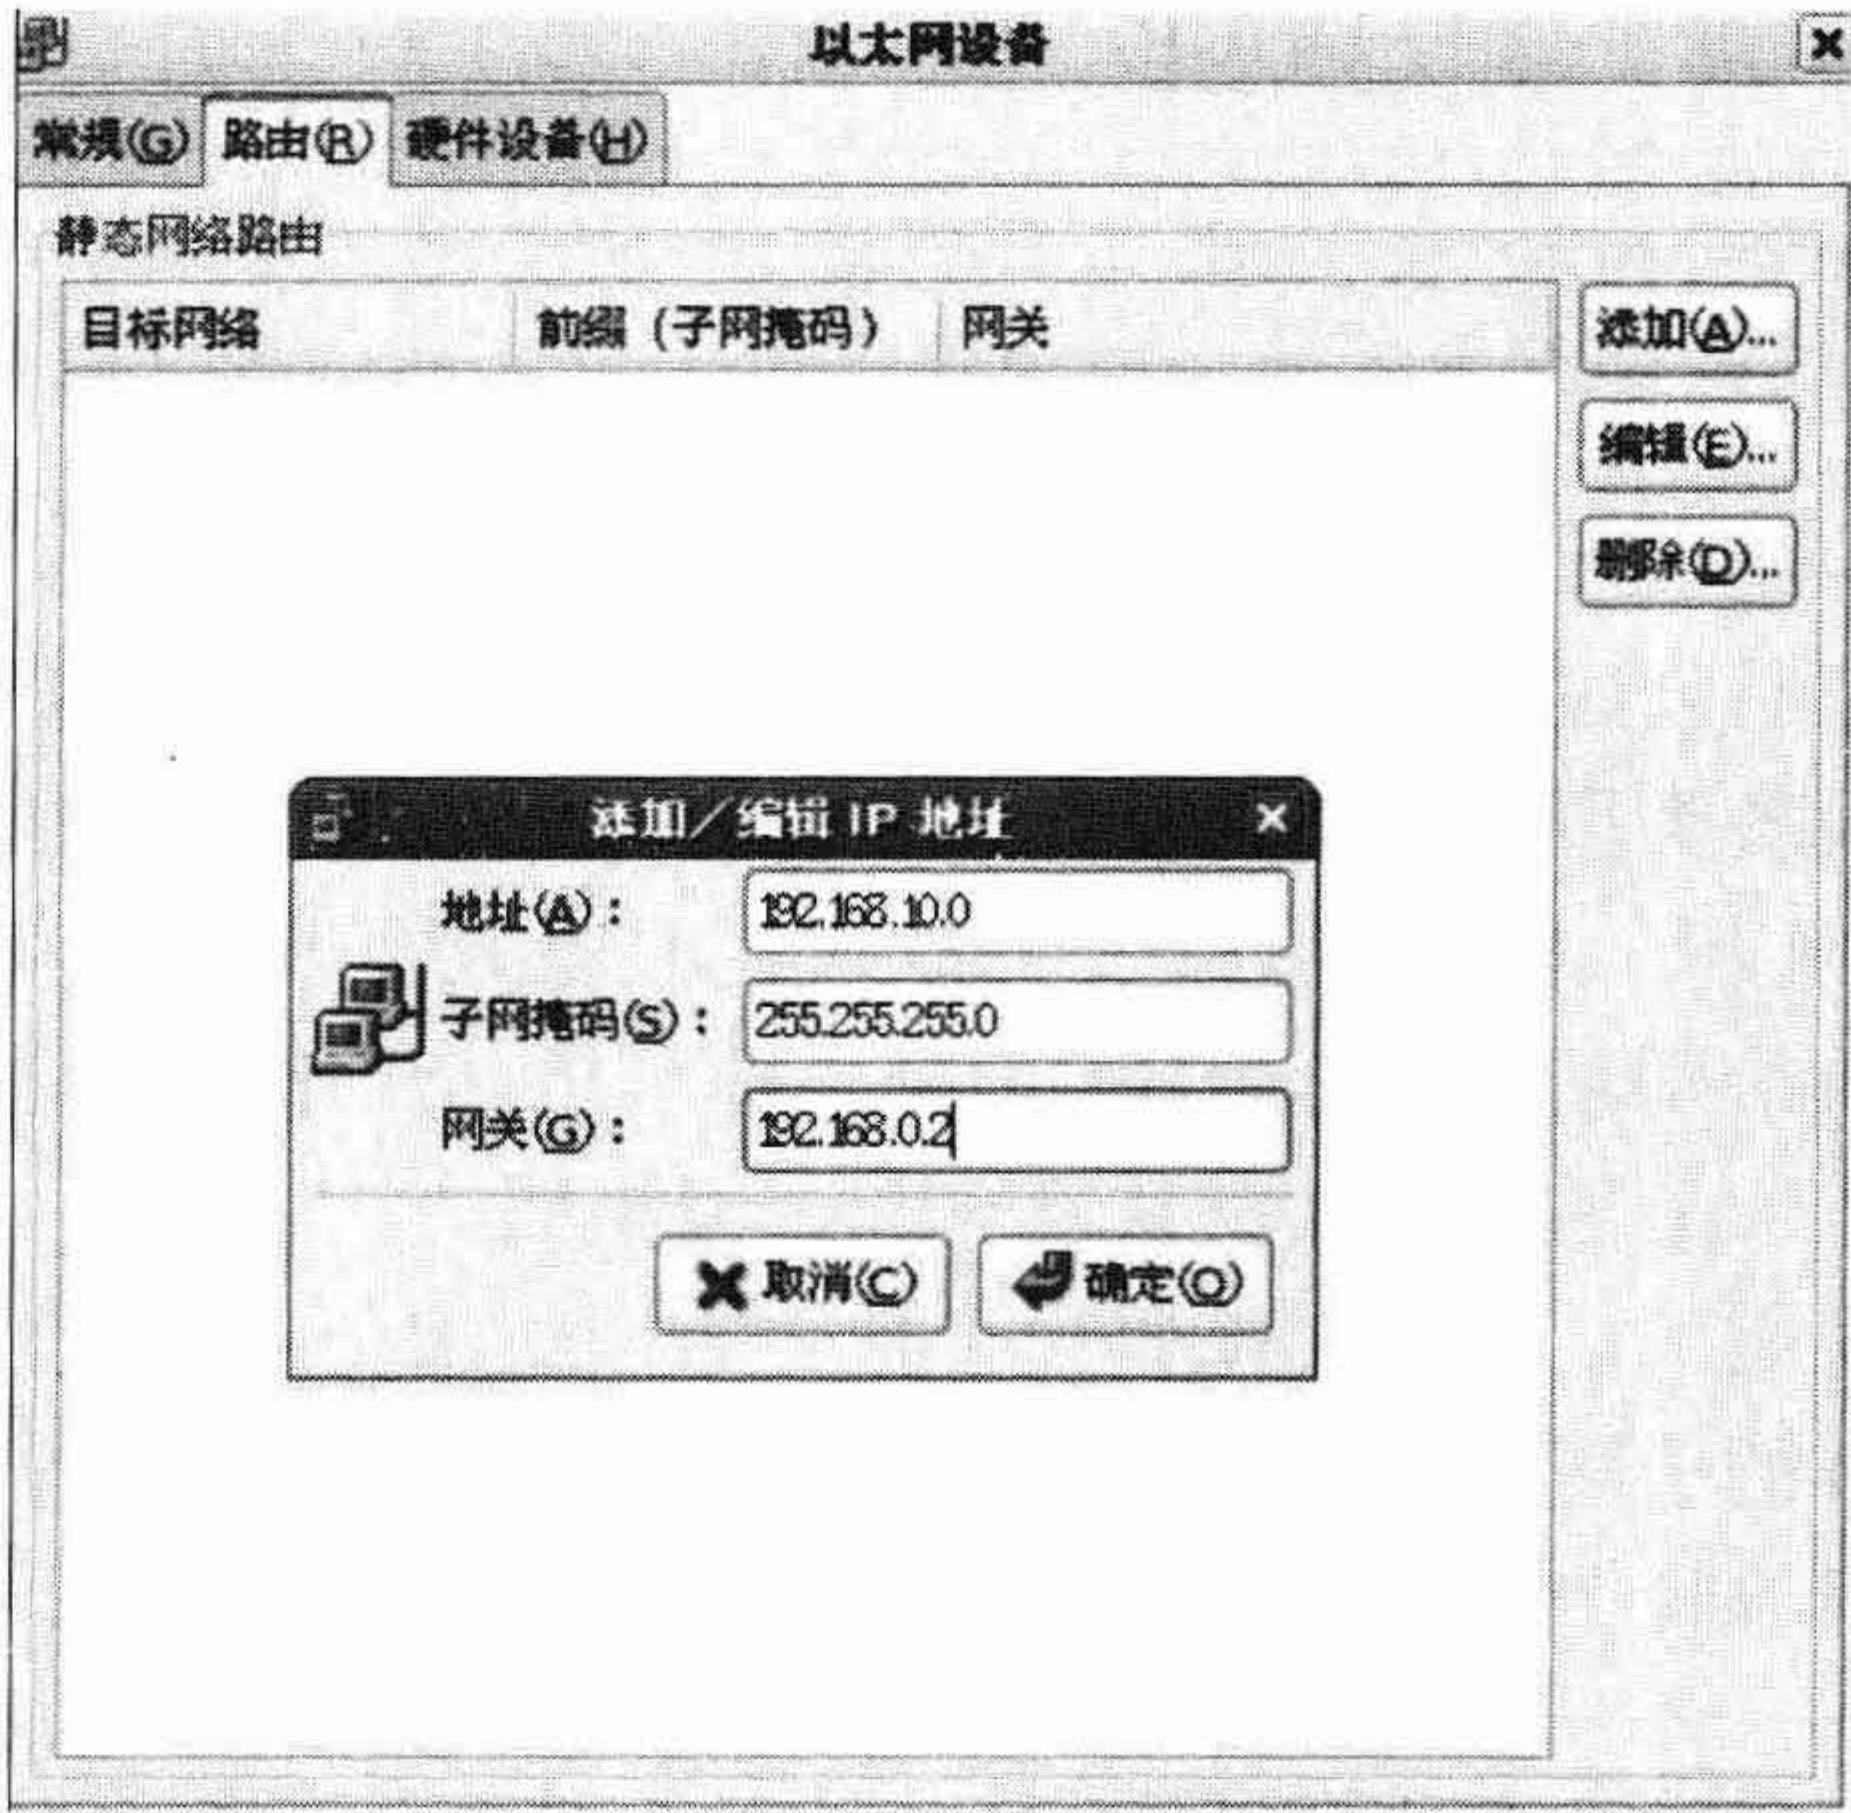 以太网设备
常规(G) 路由(R) 硬件设备(H)
静态网络路由
目标网络 前缀（子网掩码） 网关
添加(A)...
编辑(E)...
删除(D)...
添加／编辑 IP 地址
地址(A)： 192.168.10.0
子网掩码(S)： 255.255.255.0
网关(G)： 192.168.0.2
取消(C) 确定(O)